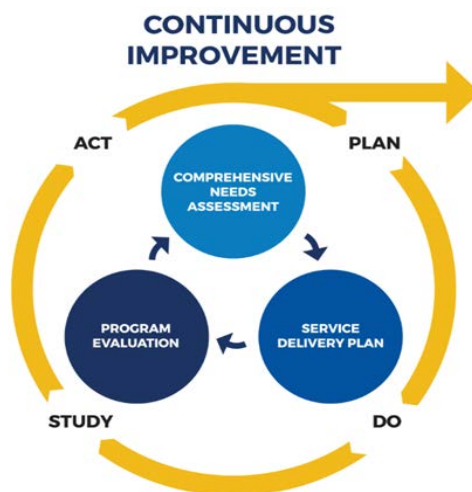 CONTINUOUS
IMPROVEMENT
ACT
PLAN
COMPREHENSIVE
NEEDS
ASSESSMENT
PROGRAM
EVALUATION
SERVICE
DELIVERY PLAN
STUDY
DO